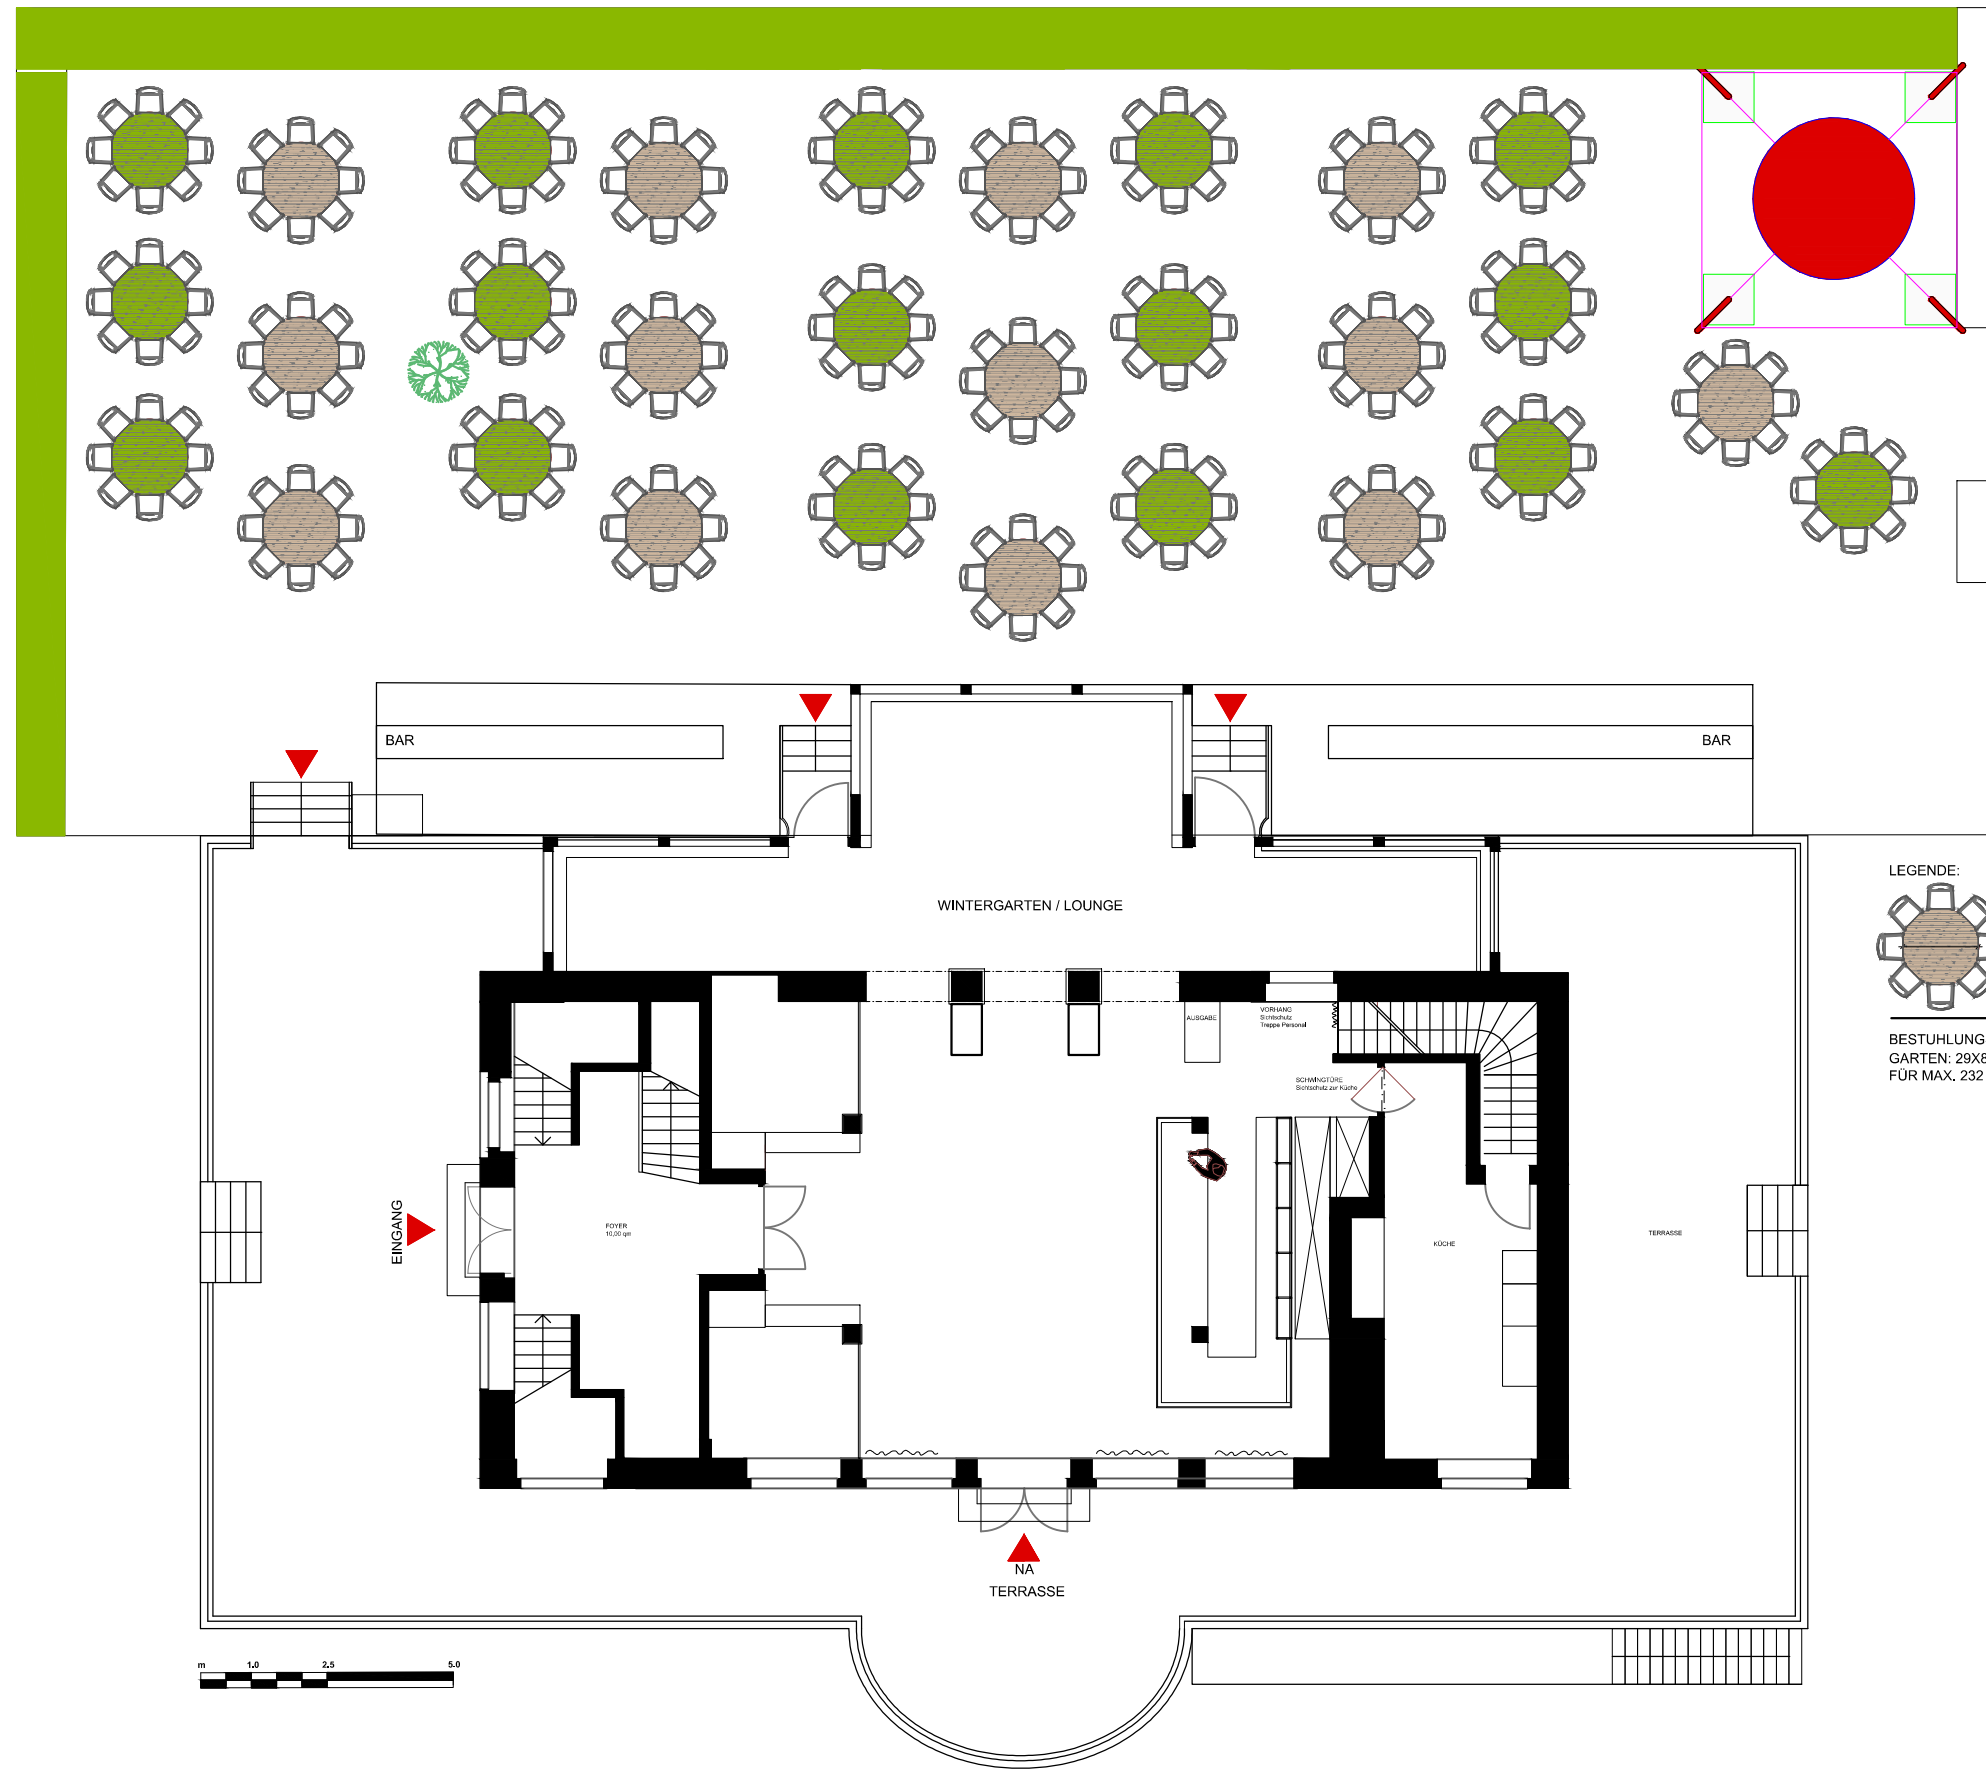 BAR
BAR
WINTERGARTEN / LOUNGE
LEGENDE:
BESTUHLUNG
GARTEN: 29X8
FÜR MAX. 232
AUSGABE
VORHANG
Sichtschutz
Treppe Personal
SCHWINGTÜRE
Sichtschutz zur Küche
EINGANG
FOYER
10,00 qm
KÜCHE
TERRASSE
NA
TERRASSE
m 1.0 2.5 5.0